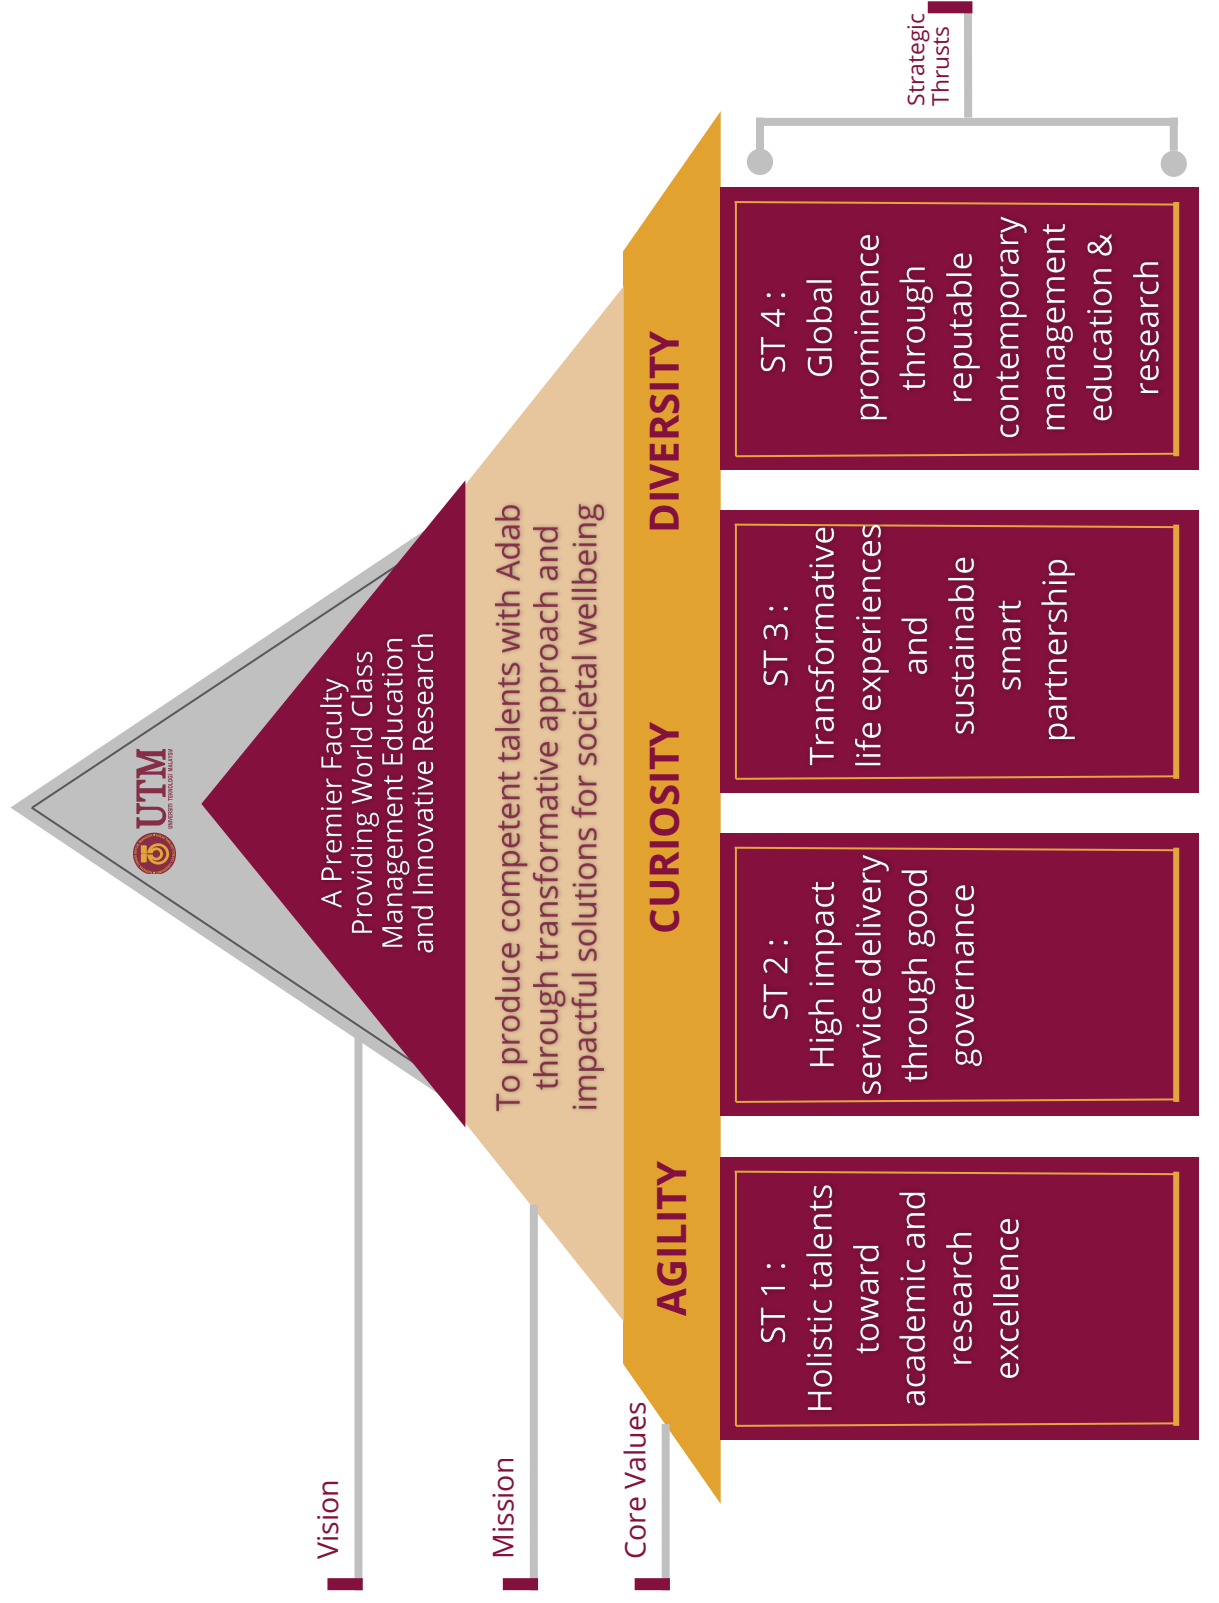 UTM
UNIVERSITI TEKNOLOGI MALAYSIA
Vision
A Premier Faculty
Providing World Class
Management Education
and Innovative Research
Mission
To produce competent talents with Adab
through transformative approach and
impactful solutions for societal wellbeing
Core Values
AGILITY
CURIOSITY
DIVERSITY
ST 1 :
Holistic talents
toward
academic and
research
excellence
ST 2 :
High impact
service delivery
through good
governance
ST 3 :
Transformative
life experiences
and
sustainable
smart
partnership
ST 4 :
Global
prominence
through
reputable
contemporary
management
education &
research
Strategic
Thrusts